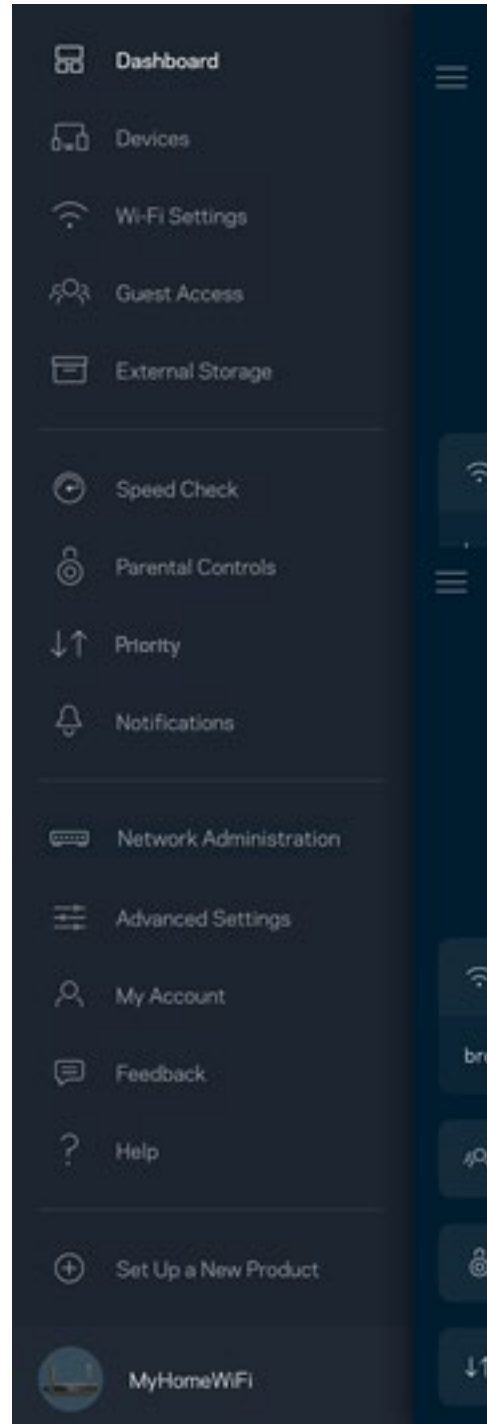 Dashboard
Devices
Wi-Fi Settings
Guest Access
External Storage
Speed Check
Parental Controls
Priority
Notifications
Network Administration
Advanced Settings
My Account
Feedback
Help
Set Up a New Product
MyHomeWiFi